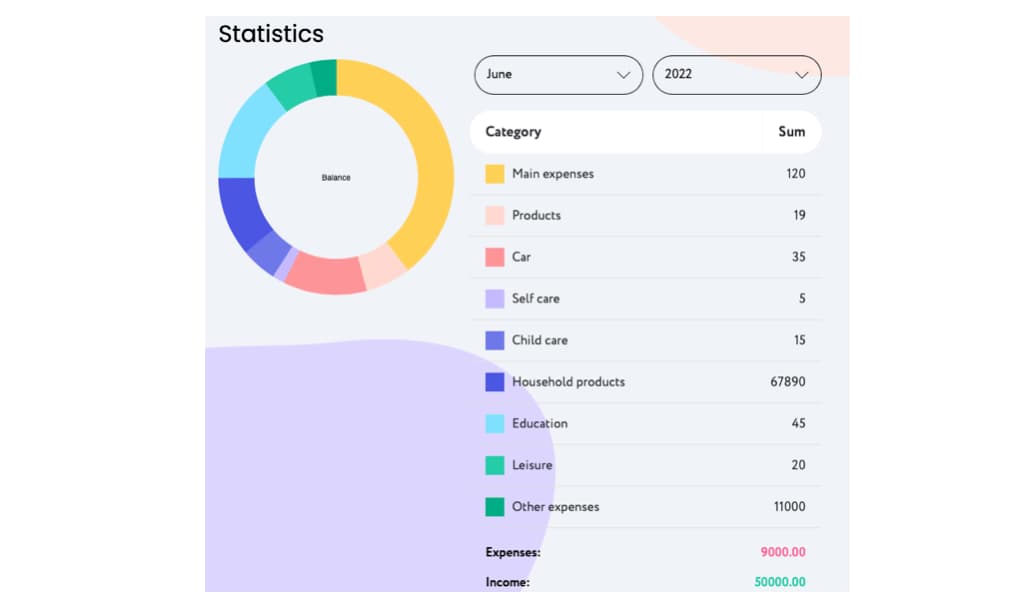 Statistics
June 2022
Balance
Category Sum
Main expenses 120
Products 19
Car 35
Self care 5
Child care 15
Household products 67890
Education 45
Leisure 20
Other expenses 11000
Expenses: 9000.00
Income: 50000.00